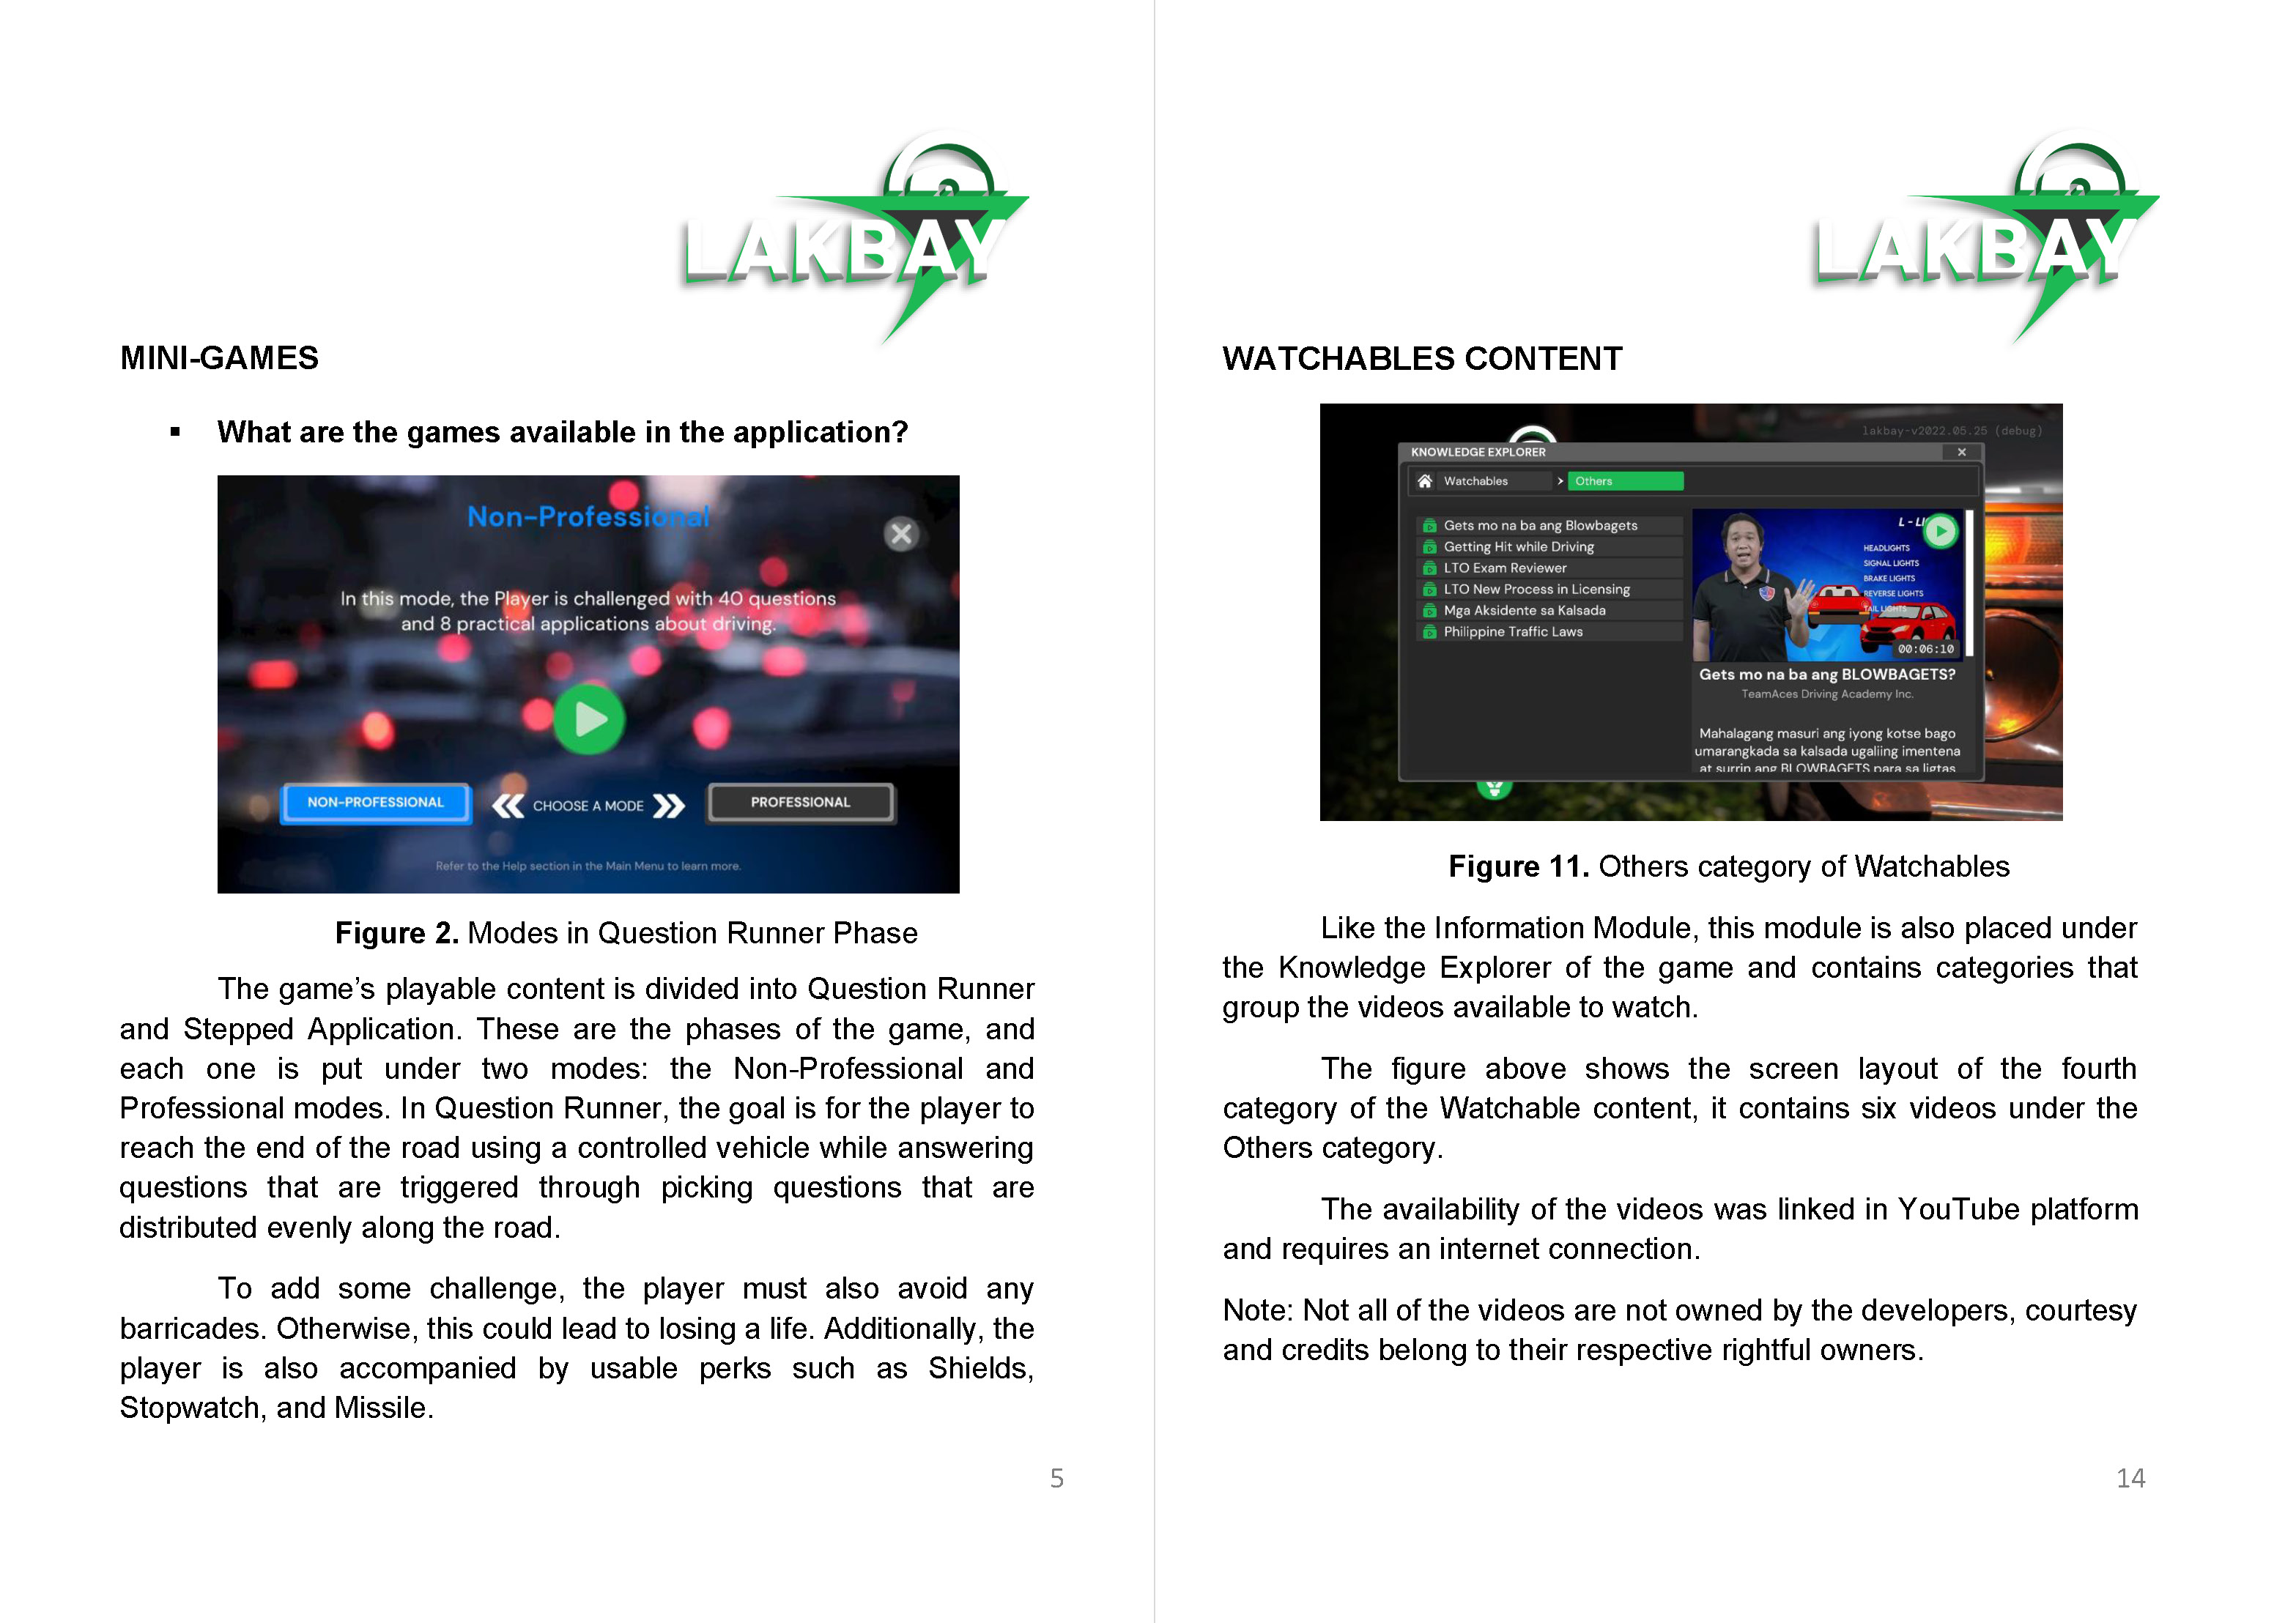 LAKBAY
MINI-GAMES
▪ What are the games available in the application?
Non-Professional
In this mode, the Player is challenged with 40 questions
and 8 practical applications about driving.
NON-PROFESSIONAL
CHOOSE A MODE
PROFESSIONAL
Refer to the Help section in the Main Menu to learn more.
Figure 2. Modes in Question Runner Phase
The game’s playable content is divided into Question Runner
and Stepped Application. These are the phases of the game, and
each one is put under two modes: the Non-Professional and
Professional modes. In Question Runner, the goal is for the player to
reach the end of the road using a controlled vehicle while answering
questions that are triggered through picking questions that are
distributed evenly along the road.
To add some challenge, the player must also avoid any
barricades. Otherwise, this could lead to losing a life. Additionally, the
player is also accompanied by usable perks such as Shields,
Stopwatch, and Missile.
5
LAKBAY
WATCHABLES CONTENT
lakbay-v2022.05.25 (debug)
KNOWLEDGE EXPLORER
Watchables > Others
Gets mo na ba ang Blowbagets
Getting Hit while Driving
LTO Exam Reviewer
LTO New Process in Licensing
Mga Aksidente sa Kalsada
Philippine Traffic Laws
L - LI
HEADLIGHTS
SIGNAL LIGHTS
BRAKE LIGHTS
REVERSE LIGHTS
TAIL LIGHTS
00:06:10
Gets mo na ba ang BLOWBAGETS?
TeamAces Driving Academy Inc.
Mahalagang masuri ang iyong kotse bago
umarangkada sa kalsada ugaliing imentena
at surrin ang BLOWBAGETS para sa ligtas
Figure 11. Others category of Watchables
Like the Information Module, this module is also placed under
the Knowledge Explorer of the game and contains categories that
group the videos available to watch.
The figure above shows the screen layout of the fourth
category of the Watchable content, it contains six videos under the
Others category.
The availability of the videos was linked in YouTube platform
and requires an internet connection.
Note: Not all of the videos are not owned by the developers, courtesy
and credits belong to their respective rightful owners.
14